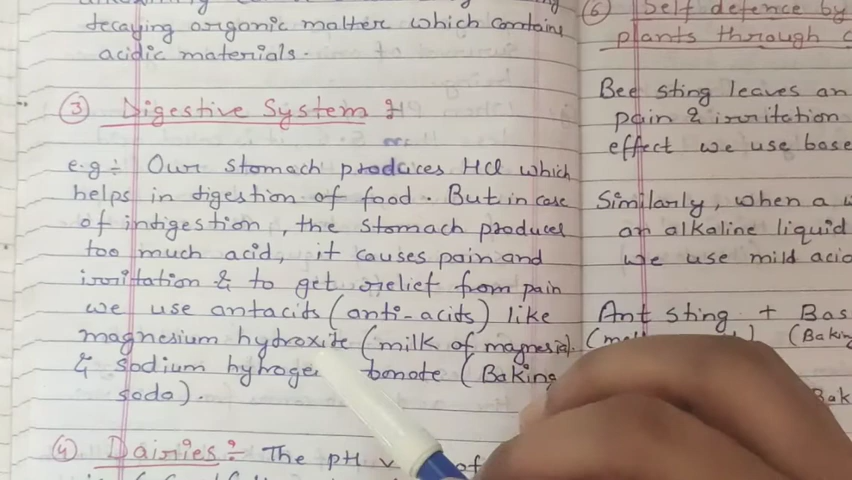 decaying organic matter which contains
acidic materials.
③ Digestive System :-
e.g ÷ Our stomach produces Hcl which
helps in digestion of food. But in case
of indigestion, the stomach produces
too much acid, it causes pain and
irritation & to get relief from pain
we use antacids (anti-acids) like
magnesium hydroxide (milk of magnesia)
& sodium hyroge bonate (Baking
soda).
④ Dairies ÷ The pH of
⑥ Self defence by
plants through
Bee sting leaves an
pain & irritation
effect we use base
Similarly, when a
an alkaline liquid
we use mild acid
Ant sting + Bas
(Baking
Bak